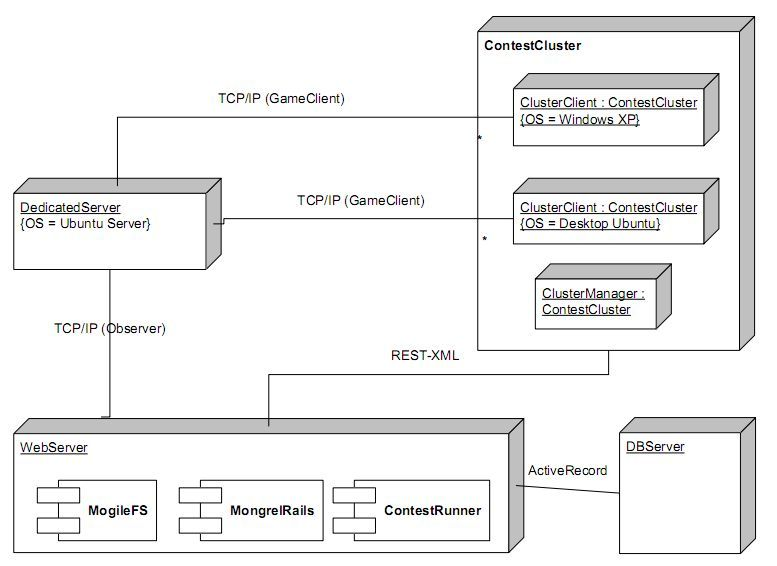 ContestCluster
TCP/IP (GameClient)
ClusterClient : ContestCluster
{OS = Windows XP}
*
DedicatedServer
{OS = Ubuntu Server}
TCP/IP (GameClient)
ClusterClient : ContestCluster
{OS = Desktop Ubuntu}
*
ClusterManager :
ContestCluster
TCP/IP (Observer)
REST-XML
WebServer
DBServer
ActiveRecord
MogileFS
MongrelRails
ContestRunner